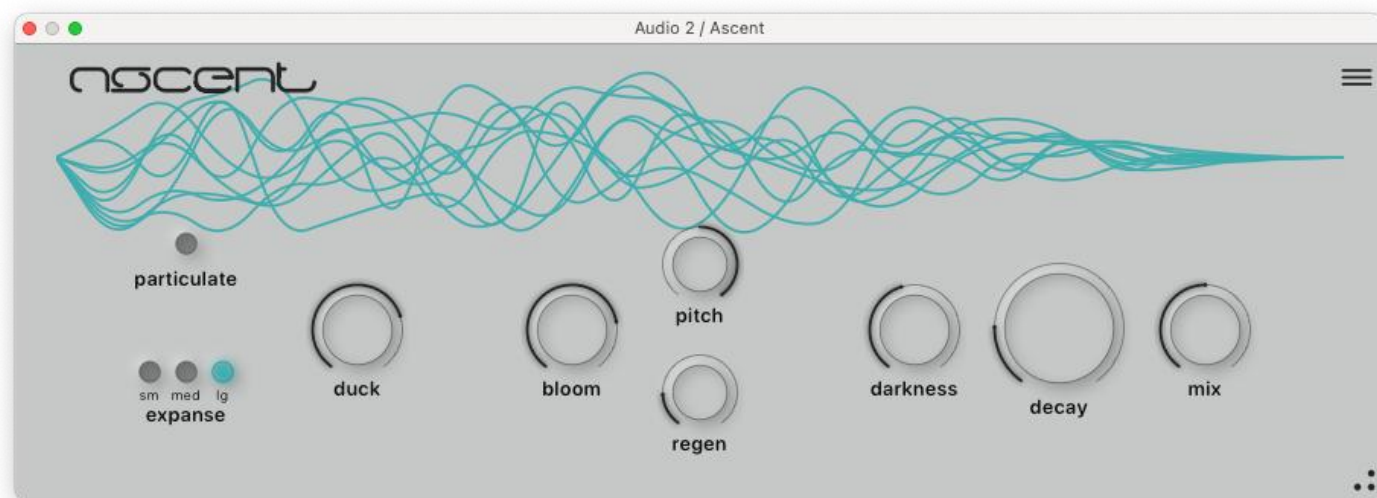 Audio 2 / Ascent
ascent
particulate
pitch
duck
bloom
darkness
decay
mix
sm med lg
expanse
regen